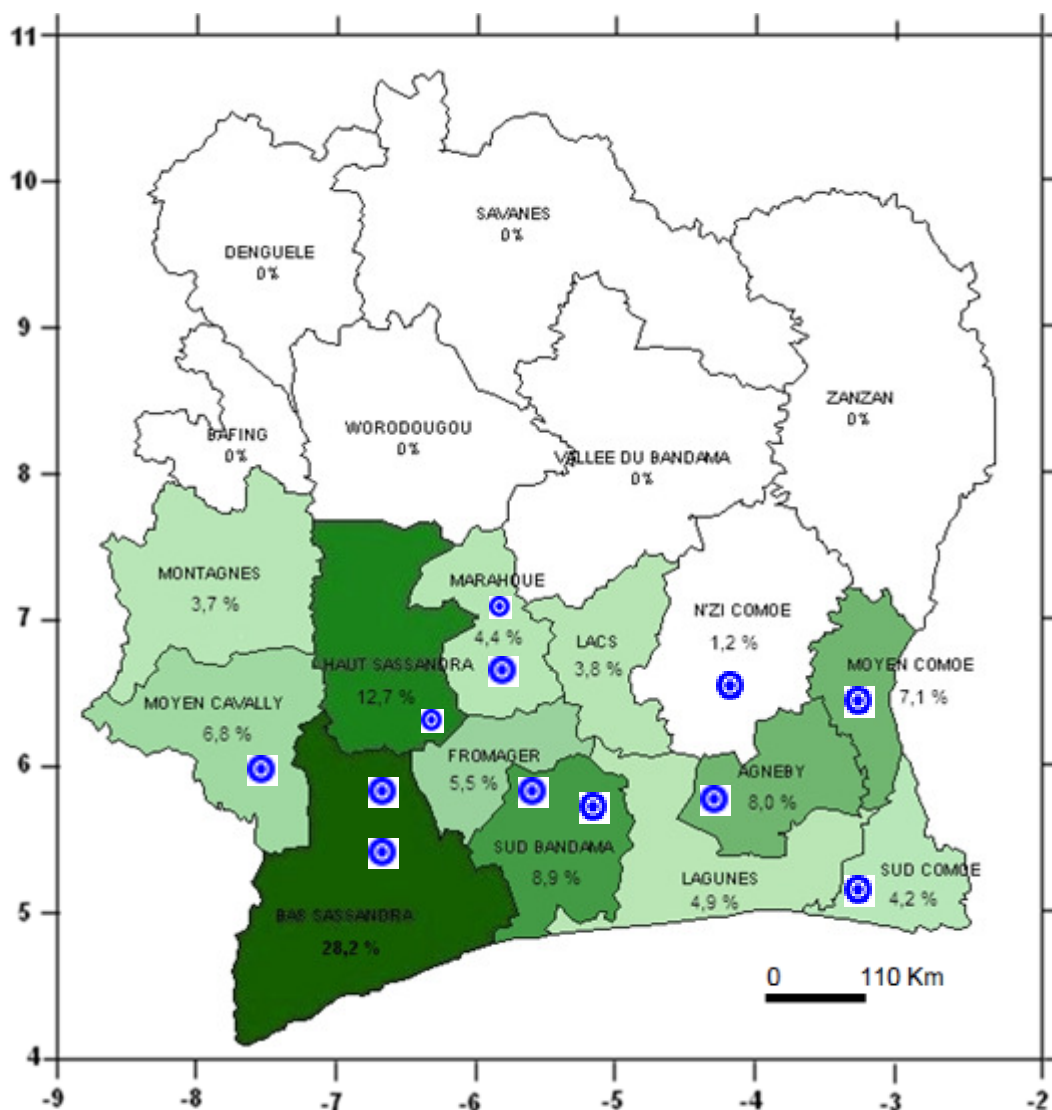 11
10
9
8
7
6
5
4
SAVANES
0%
DENGUELE
0%
ZANZAN
0%
WORODOUGOU
0%
BAFING
0%
VALLEE DU BANDAMA
0%
MONTAGNES
3,7 %
MARAHOUE
4,4 %
N'ZI COMOE
1,2 %
LACS
3,8 %
HAUT SASSANDRA
12,7 %
MOYEN COMOE
7,1 %
MOYEN CAVALLY
6,8 %
FROMAGER
5,5 %
AGNEBY
8,0 %
SUD BANDAMA
8,9 %
LAGUNES
4,9 %
SUD COMOE
4,2 %
BAS SASSANDRA
28,2 %
0 110 Km
-9 -8 -7 -6 -5 -4 -3 -2